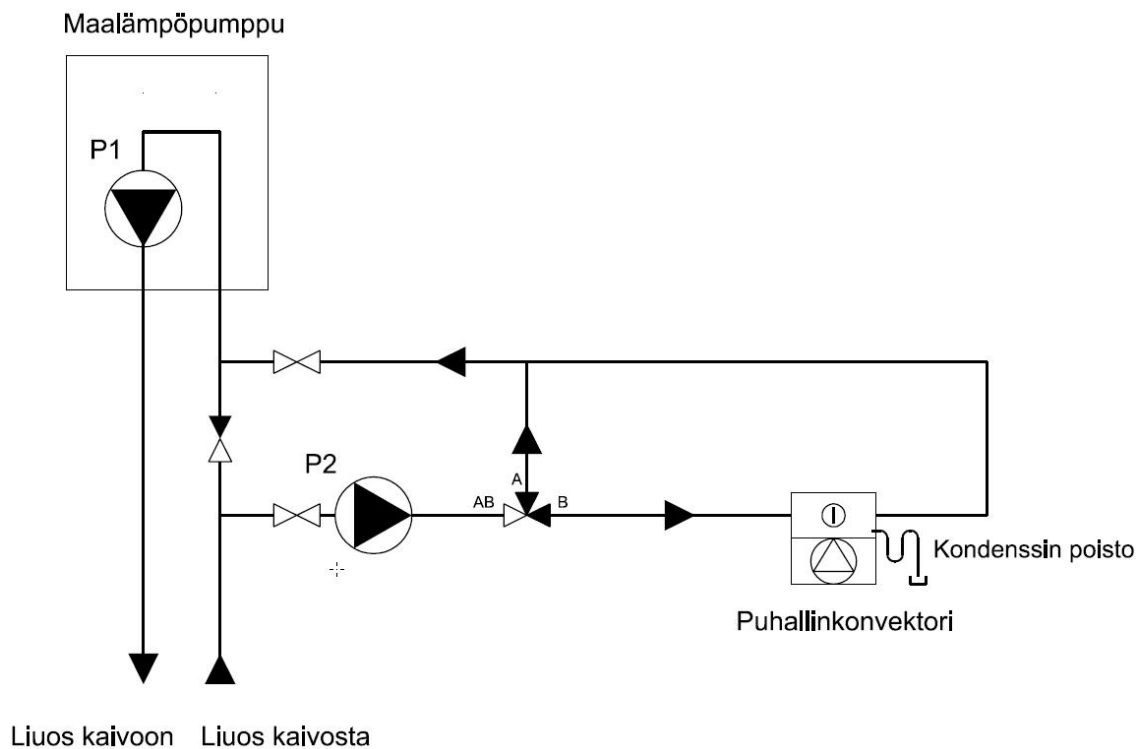 Maalämpöpumppu
P1
P2
A
AB
B
Kondenssin poisto
Puhallinkonvektori
Liuos kaivoon
Liuos kaivosta